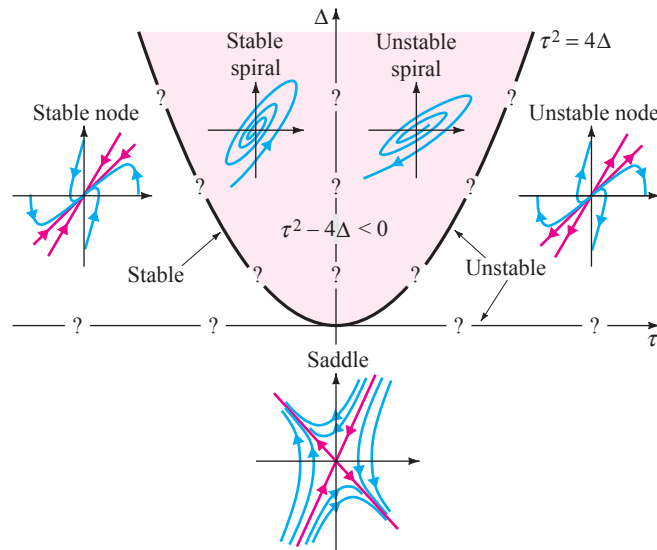 Δ
Stable
spiral
Unstable
spiral
τ² = 4Δ
?
?
?
Stable node
Unstable node
?
?
?
τ² − 4Δ < 0
Stable
Unstable
?
?
?
?
?
?
?
τ
Saddle